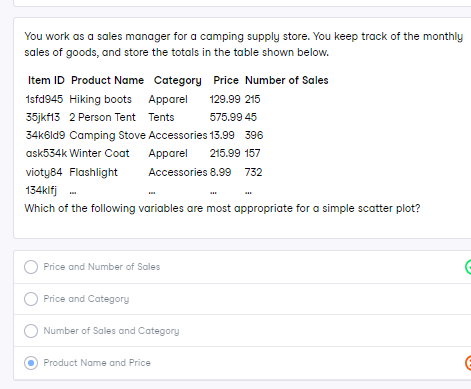 You work as a sales manager for a camping supply store. You keep track of the monthly
sales of goods, and store the totals in the table shown below.
Item ID Product Name Category Price Number of Sales
1sfd945 Hiking boots Apparel 129.99 215
35jkf13 2 Person Tent Tents 575.99 45
34k6ld9 Camping Stove Accessories 13.99 396
ask534k Winter Coat Apparel 215.99 157
vioty84 Flashlight Accessories 8.99 732
134klfj ... ... ... ...
Which of the following variables are most appropriate for a simple scatter plot?
Price and Number of Sales
Price and Category
Number of Sales and Category
Product Name and Price